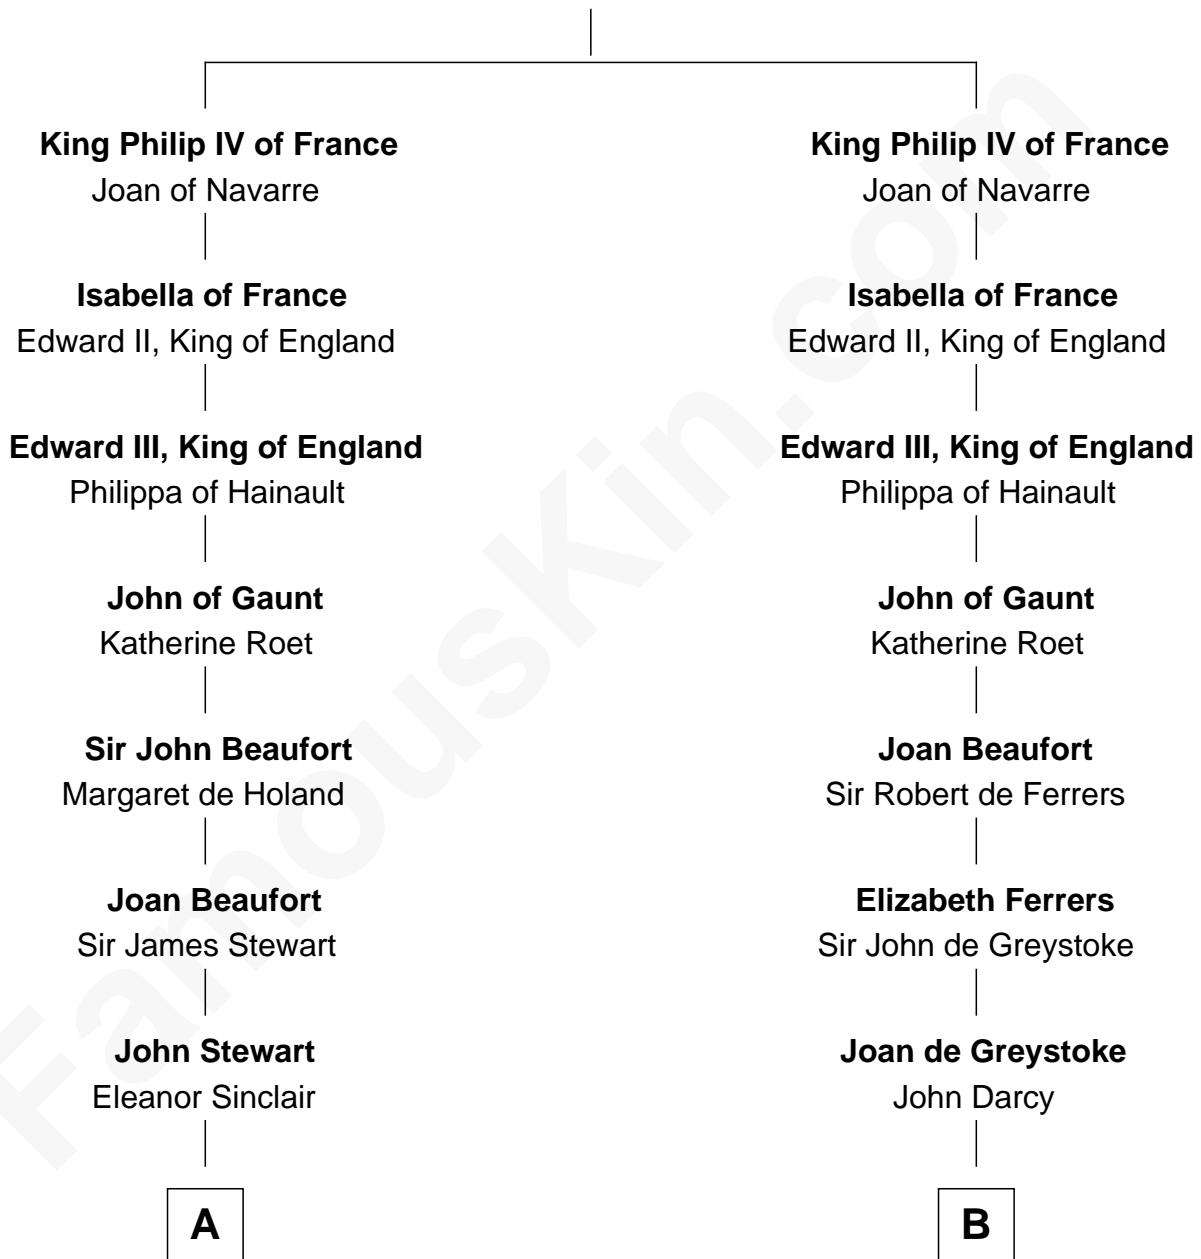 King Philip IV of France
Joan of Navarre
Isabella of France
Edward II, King of England
Edward III, King of England
Philippa of Hainault
John of Gaunt
Katherine Roet
Sir John Beaufort
Margaret de Holand
Joan Beaufort
Sir James Stewart
John Stewart
Eleanor Sinclair
A
King Philip IV of France
Joan of Navarre
Isabella of France
Edward II, King of England
Edward III, King of England
Philippa of Hainault
John of Gaunt
Katherine Roet
Joan Beaufort
Sir Robert de Ferrers
Elizabeth Ferrers
Sir John de Greystoke
Joan de Greystoke
John Darcy
B
FamousKin.com